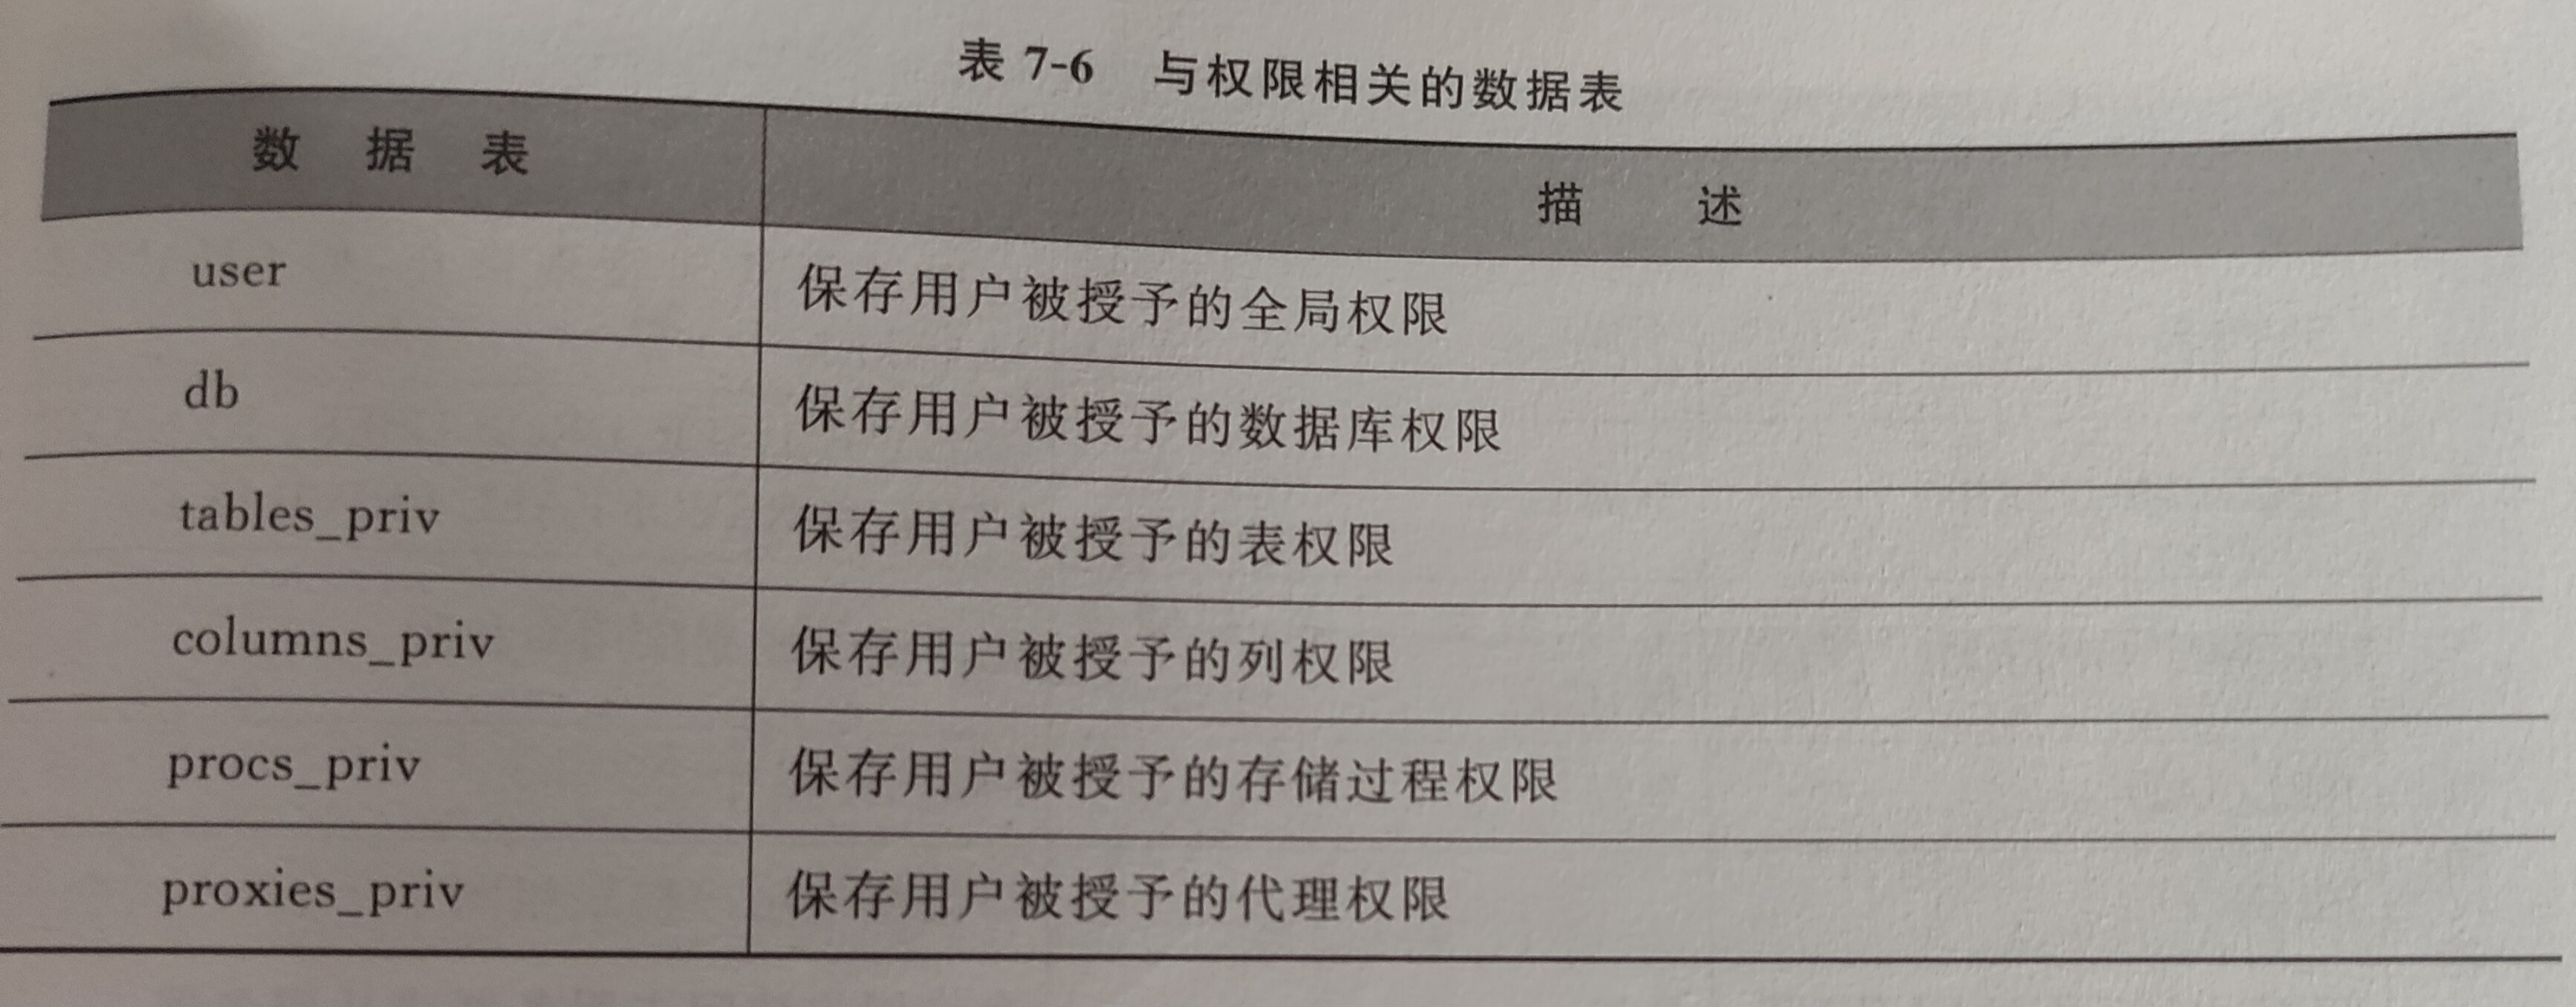 表 7-6 与权限相关的数据表
数 据 表 描 述
user 保存用户被授予的全局权限
db 保存用户被授予的数据库权限
tables_priv 保存用户被授予的表权限
columns_priv 保存用户被授予的列权限
procs_priv 保存用户被授予的存储过程权限
proxies_priv 保存用户被授予的代理权限